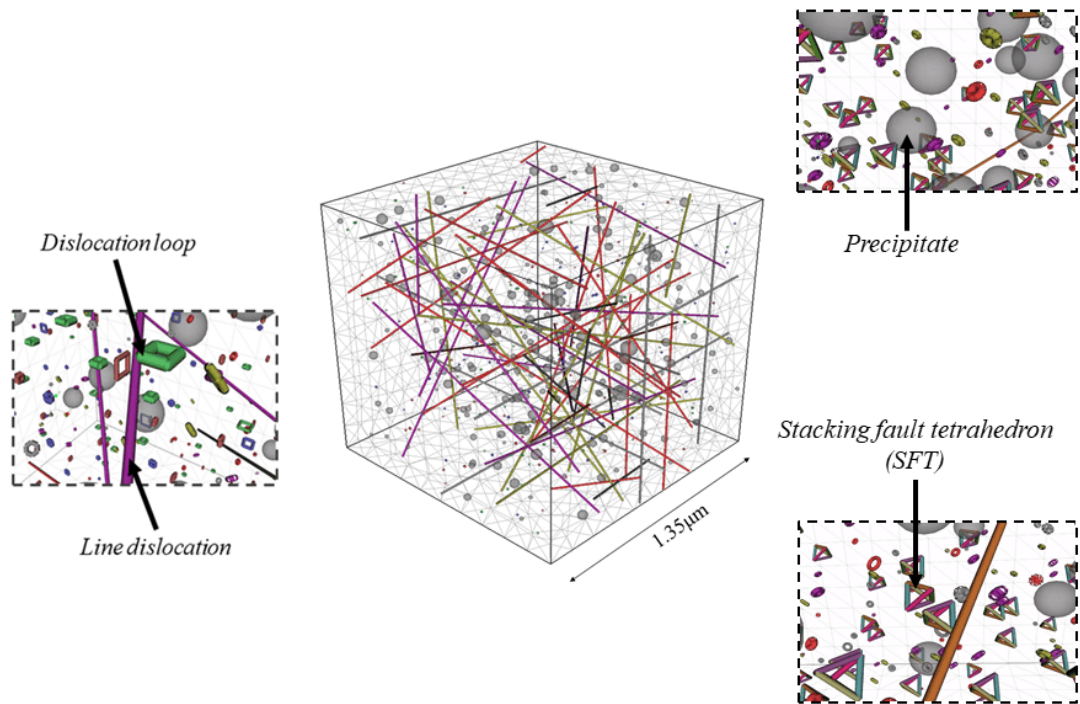 Precipitate
Dislocation loop
Stacking fault tetrahedron
(SFT)
1.35µm
Line dislocation